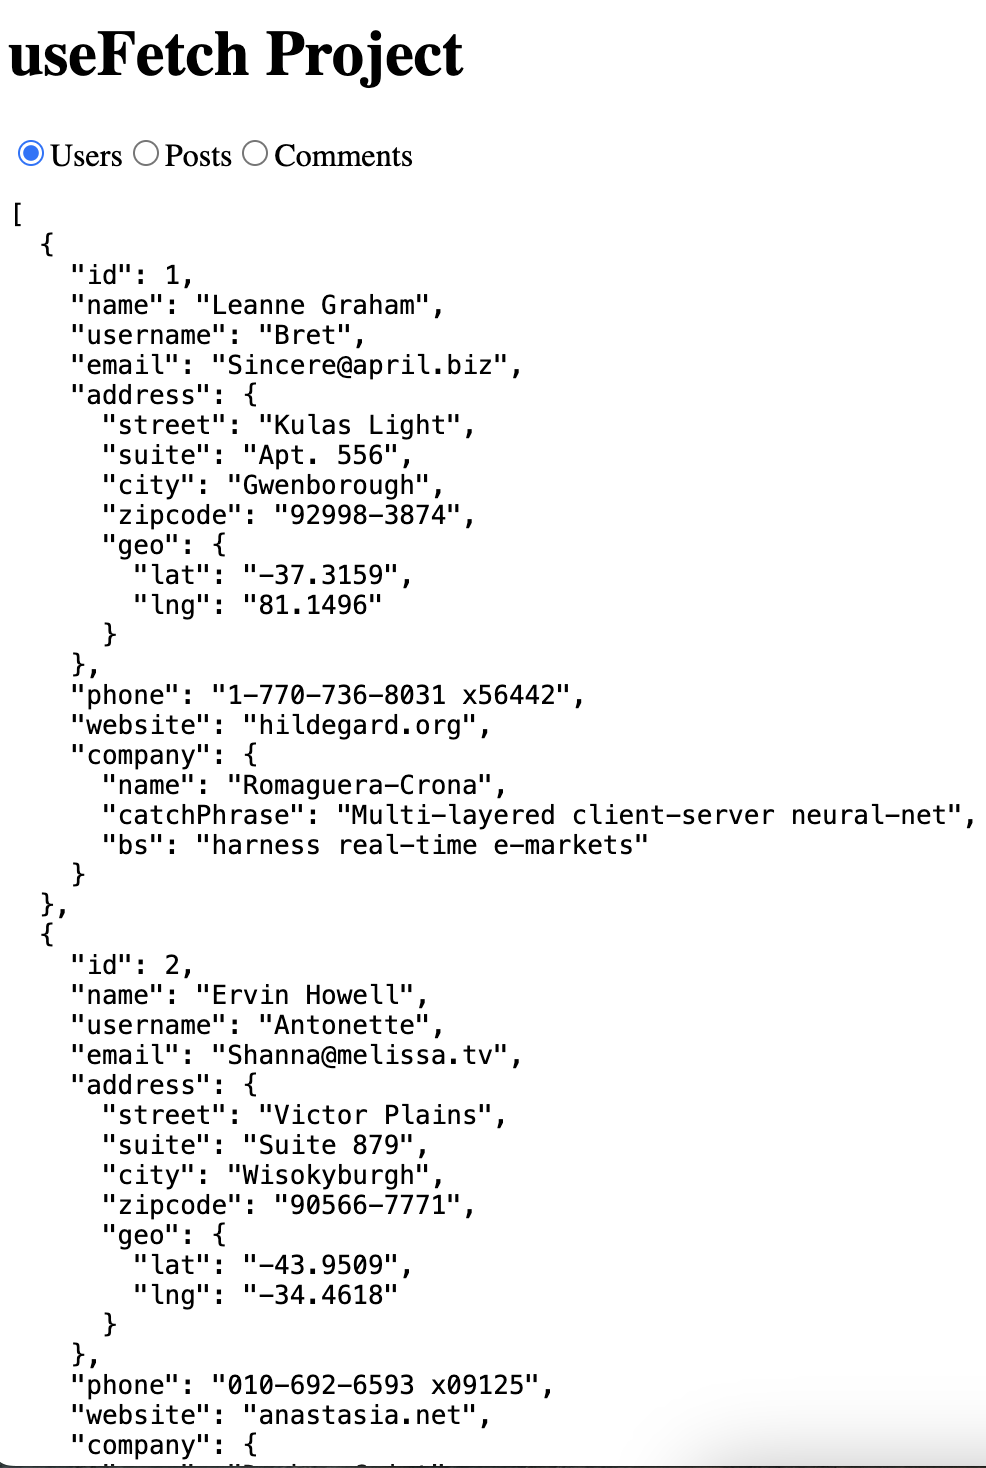 useFetch Project
Users Posts Comments
[
  {
    "id": 1,
    "name": "Leanne Graham",
    "username": "Bret",
    "email": "Sincere@april.biz",
    "address": {
      "street": "Kulas Light",
      "suite": "Apt. 556",
      "city": "Gwenborough",
      "zipcode": "92998-3874",
      "geo": {
        "lat": "-37.3159",
        "lng": "81.1496"
      }
    },
    "phone": "1-770-736-8031 x56442",
    "website": "hildegard.org",
    "company": {
      "name": "Romaguera-Crona",
      "catchPhrase": "Multi-layered client-server neural-net",
      "bs": "harness real-time e-markets"
    }
  },
  {
    "id": 2,
    "name": "Ervin Howell",
    "username": "Antonette",
    "email": "Shanna@melissa.tv",
    "address": {
      "street": "Victor Plains",
      "suite": "Suite 879",
      "city": "Wisokyburgh",
      "zipcode": "90566-7771",
      "geo": {
        "lat": "-43.9509",
        "lng": "-34.4618"
      }
    },
    "phone": "010-692-6593 x09125",
    "website": "anastasia.net",
    "company": {